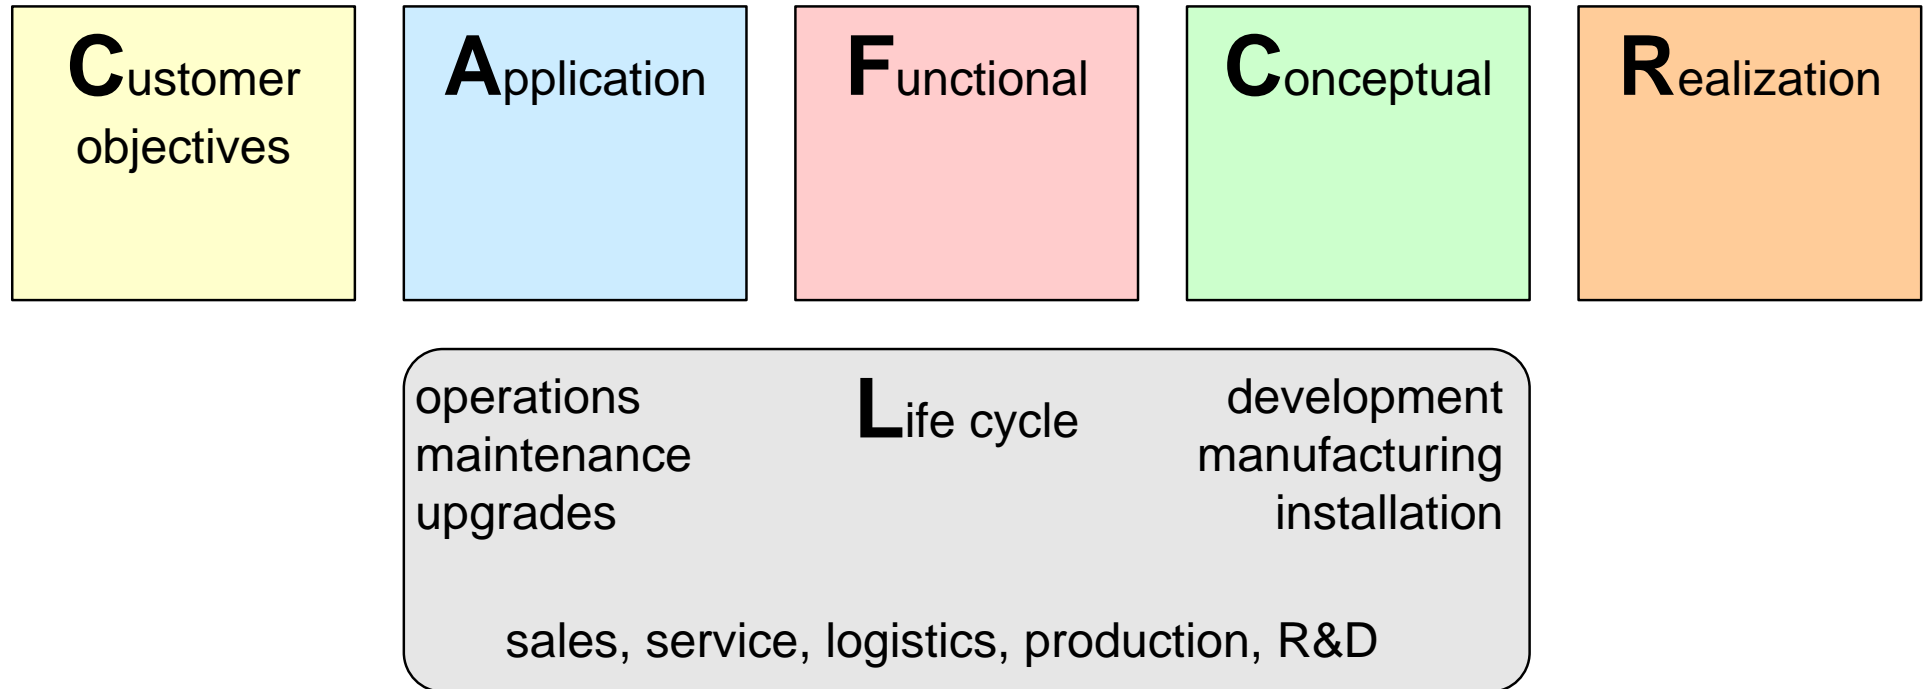 Customer
objectives
Application
Functional
Conceptual
Realization
operations
maintenance
upgrades
Life cycle
development
manufacturing
installation
sales, service, logistics, production, R&D